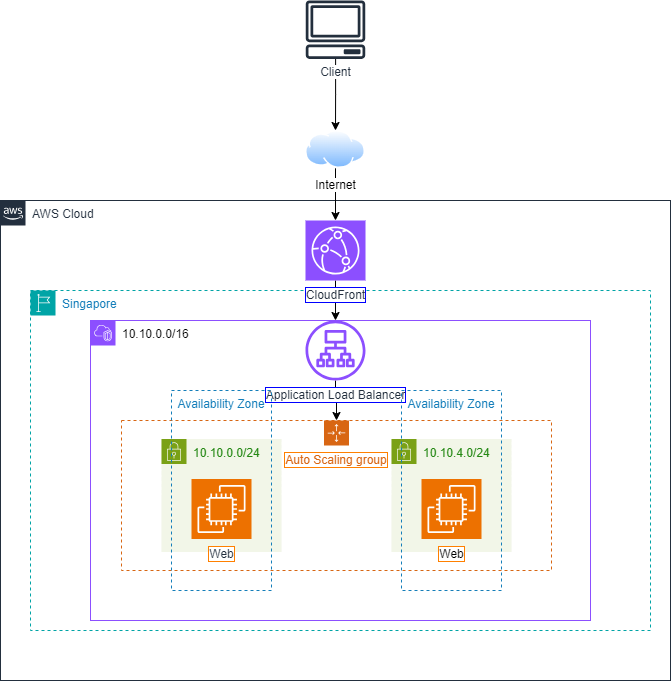 Client
Internet
aws
AWS Cloud
CloudFront
Singapore
10.10.0.0/16
Application Load Balancer
Availability Zone
Availability Zone
10.10.0.0/24
Auto Scaling group
10.10.4.0/24
Web
Web